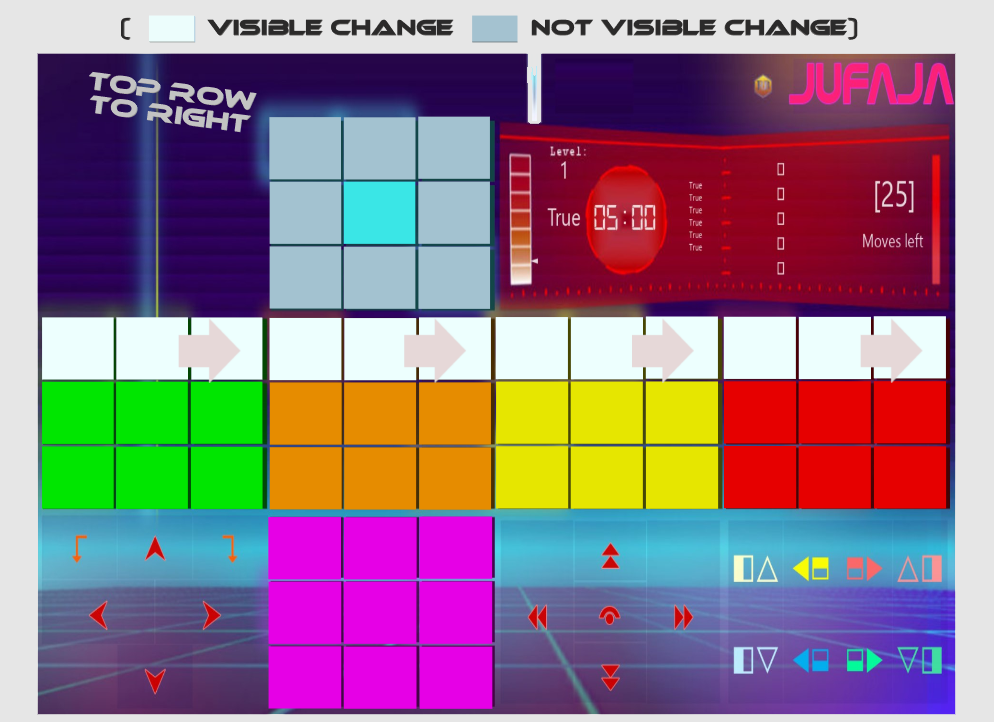 ( VISIBLE CHANGE NOT VISIBLE CHANGE)
TOP ROW
TO RIGHT
JUFAJA
Level:
1
True
05:00
True
True
True
True
True
True
[25]
Moves left